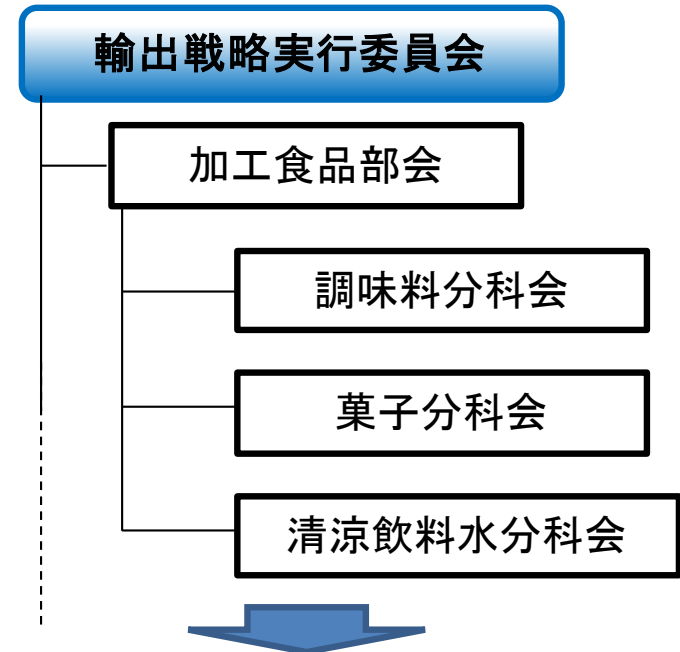 輸出戦略実行委員会
加工食品部会
調味料分科会
菓子分科会
清涼飲料水分科会